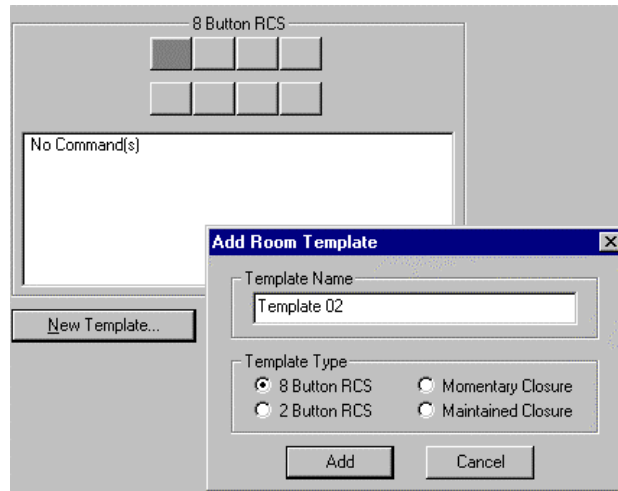 8 Button RCS
No Command(s)
New Template...
Add Room Template
Template Name
Template 02
Template Type
8 Button RCS
Momentary Closure
2 Button RCS
Maintained Closure
Add
Cancel